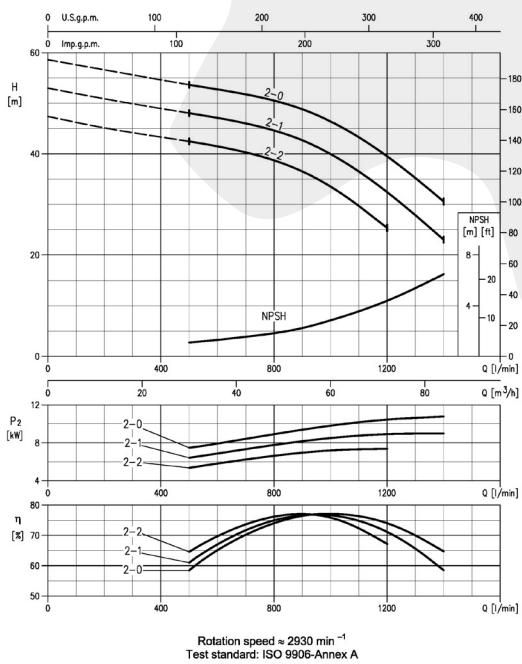 0 U.S.g.p.m. 100 200 300 400
0 Imp.g.p.m. 100 200 300 400
60 40 20 0
H
[m]
180 160 140 120 100 80 60 40 20 0
2-0
2-1
2-2
NPSH
[m] [ft]
8
20
4
10
NPSH
0 400 800 1200 Q [l/min]
0 20 40 60 80 Q [m³/h]
P2
[kW]
12
8
4
2-0
2-1
2-2
0 400 800 1200 Q [l/min]
η
[%]
80
70
60
50
2-2
2-1
2-0
0 400 800 1200 Q [l/min]
Rotation speed ≈ 2930 min ⁻¹
Test standard: ISO 9906-Annex A